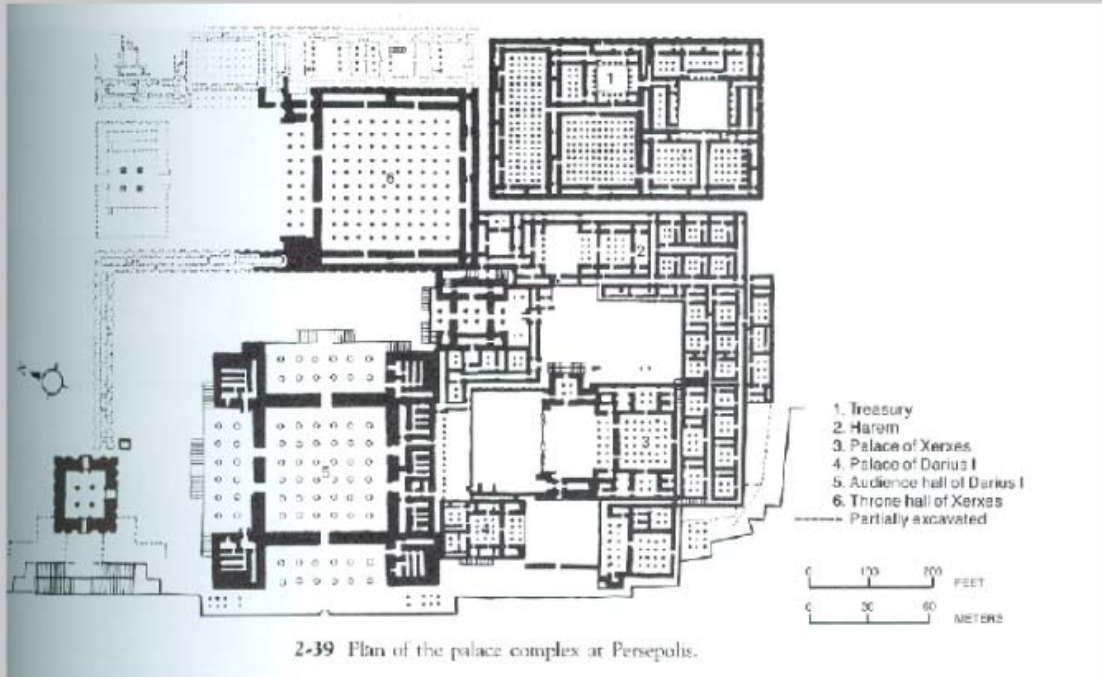 1
6
2
3
5
4
1. Treasury
2. Harem
3. Palace of Xerxes
4. Palace of Darius I
5. Audience hall of Darius I
6. Throne hall of Xerxes
Partially excavated
0 100 200
FEET
0 30 60
METERS
2-39 Plan of the palace complex at Persepolis.